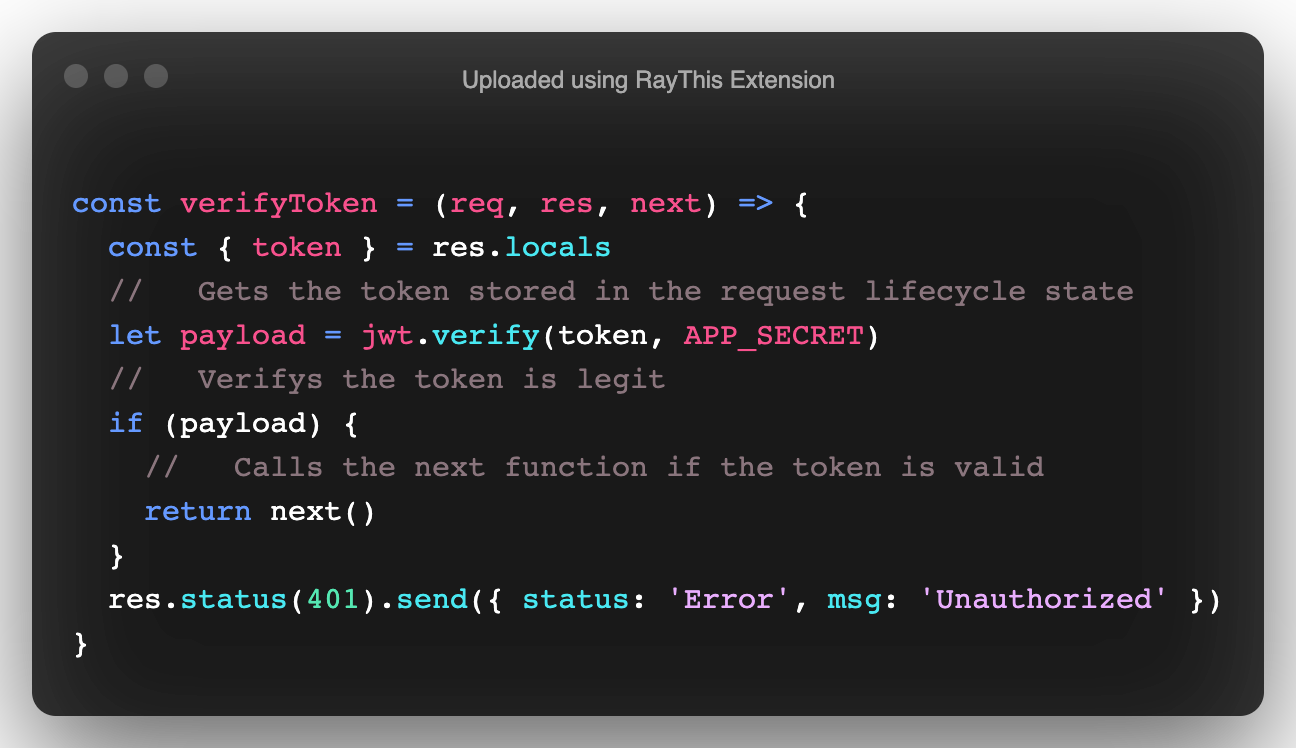 Uploaded using RayThis Extension
const verifyToken = (req, res, next) => {
  const { token } = res.locals
  //   Gets the token stored in the request lifecycle state
  let payload = jwt.verify(token, APP_SECRET)
  //   Verifys the token is legit
  if (payload) {
    //   Calls the next function if the token is valid
    return next()
  }
  res.status(401).send({ status: 'Error', msg: 'Unauthorized' })
}